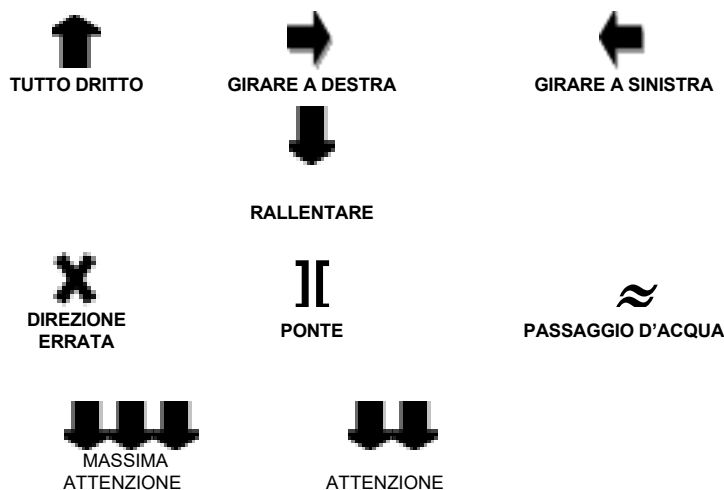 TUTTO DRITTO
GIRARE A DESTRA
GIRARE A SINISTRA
RALLENTARE
][
≈
DIREZIONE
ERRATA
PONTE
PASSAGGIO D'ACQUA
MASSIMA
ATTENZIONE
ATTENZIONE